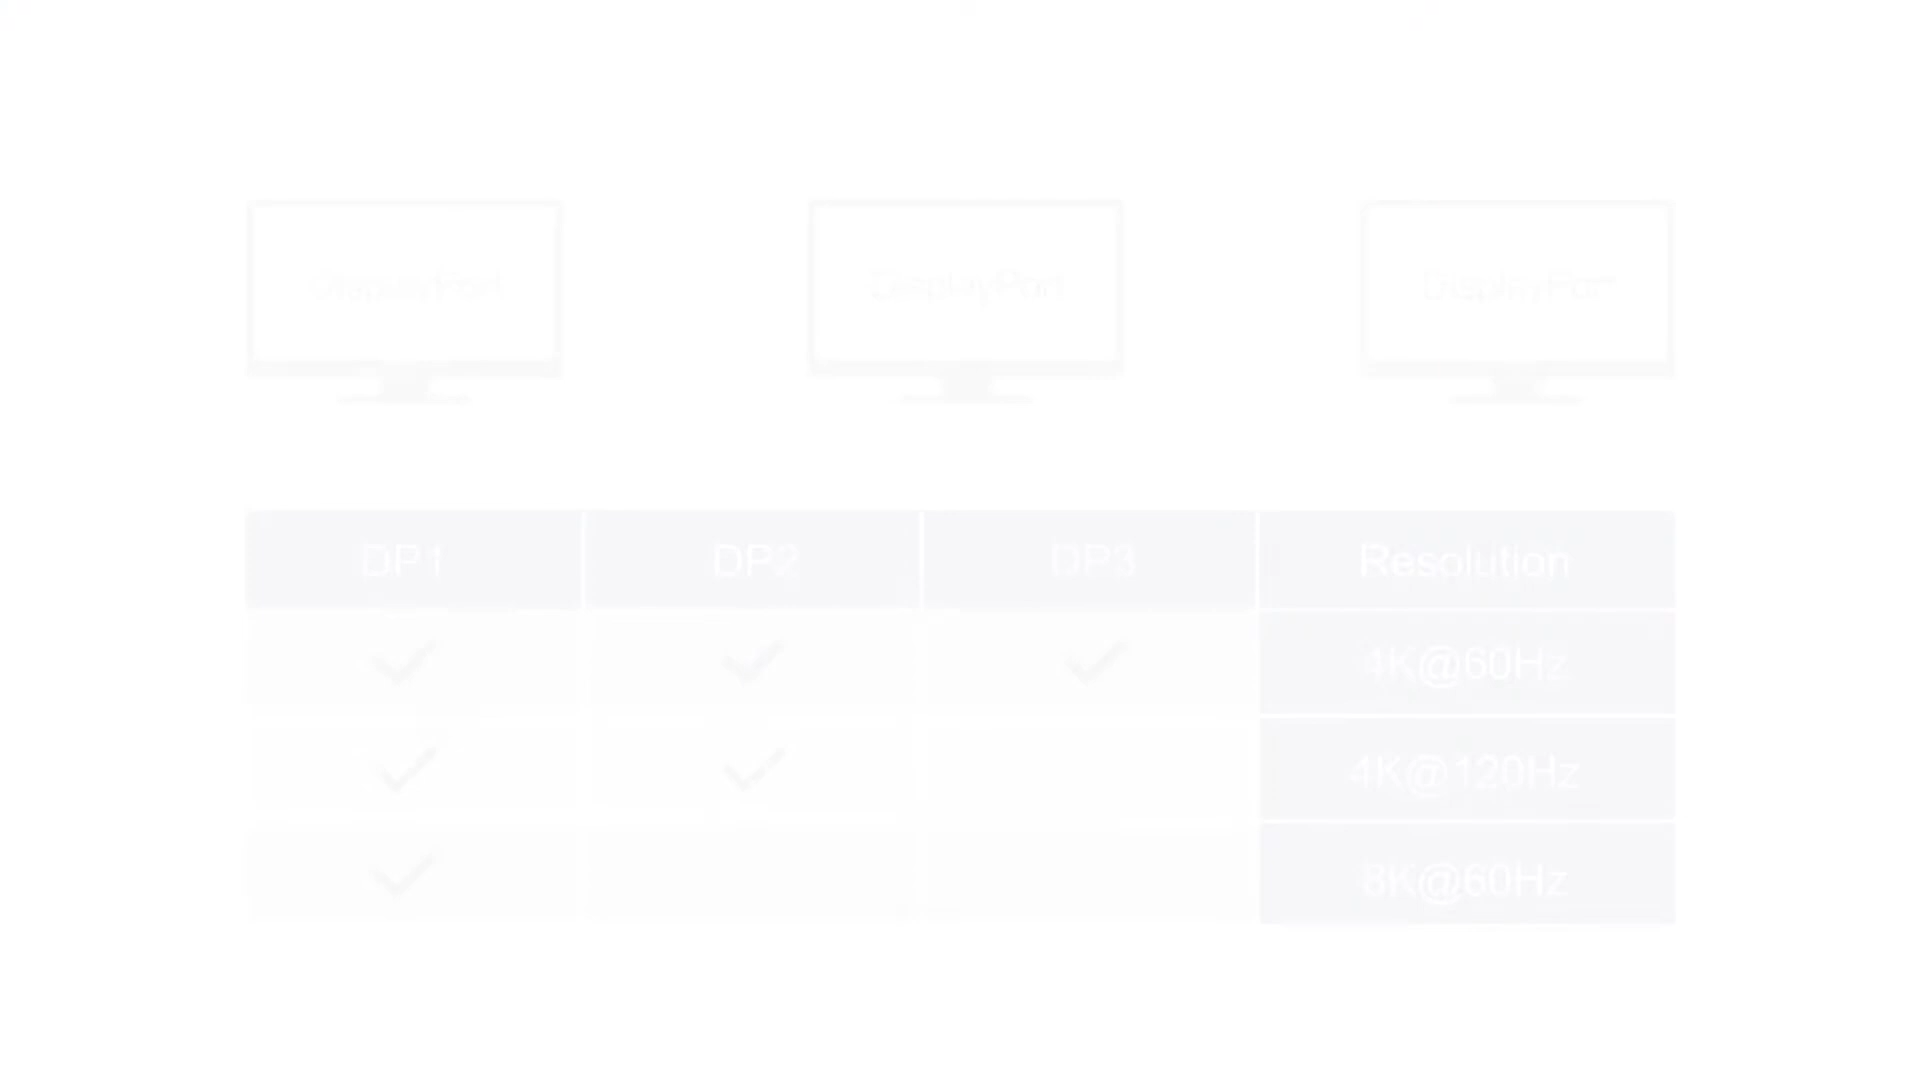 DisplayPort DisplayPort DisplayPort
DP1 DP2 DP3 Resolution
4K@60Hz
4K@120Hz
8K@60Hz